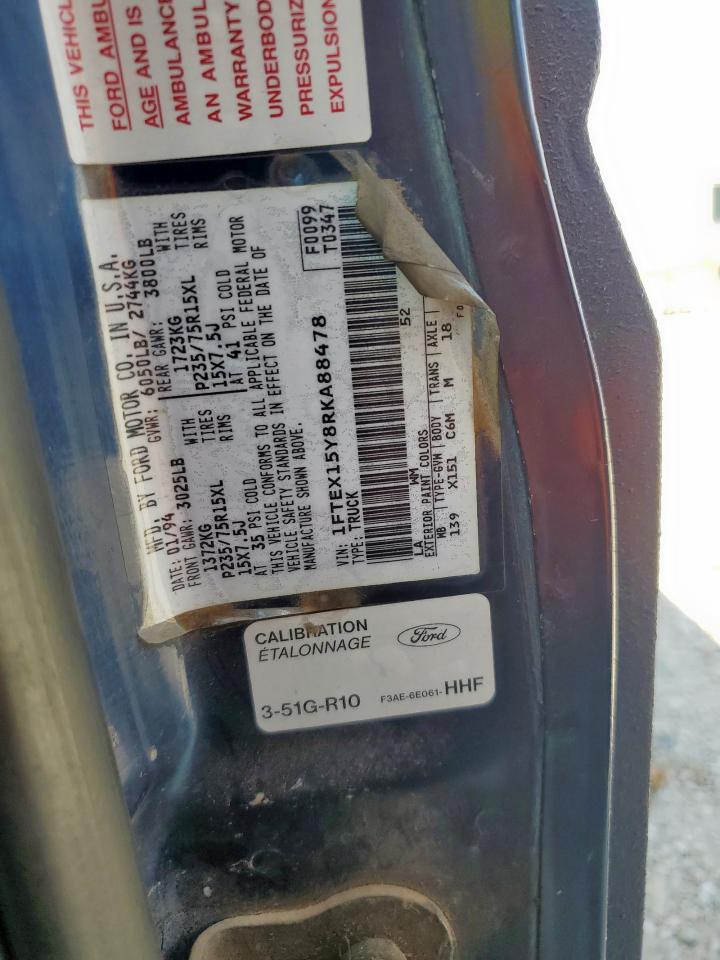 THIS VEHICL
FORD AMBU
AGE AND IS
AMBULANCE
AN AMBUL
WARRANTY
UNDERBOD
PRESSURIZ
EXPULSION
MFD. BY FORD MOTOR CO. IN U.S.A.
DATE: 01/94 GVWR: 6050LB/ 2744KG
FRONT GAWR: 3025LB REAR GAWR: 3800LB
1372KG WITH 1723KG WITH
P235/75R15XL TIRES P235/75R15XL TIRES
15X7.5J RIMS 15X7.5J RIMS
AT 35 PSI COLD AT 41 PSI COLD
THIS VEHICLE CONFORMS TO ALL APPLICABLE FEDERAL MOTOR
VEHICLE SAFETY STANDARDS IN EFFECT ON THE DATE OF
MANUFACTURE SHOWN ABOVE.
VIN: 1FTEX15Y8RKA88478 F0099
TYPE: TRUCK T0347
52
LA WM
EXTERIOR PAINT COLORS
WB TYPE-GVW BODY TRANS AXLE
139 X151 C6M M 18
CALIBRATION Ford
ÉTALONNAGE
3-51G-R10 F3AE-6E061-HHF